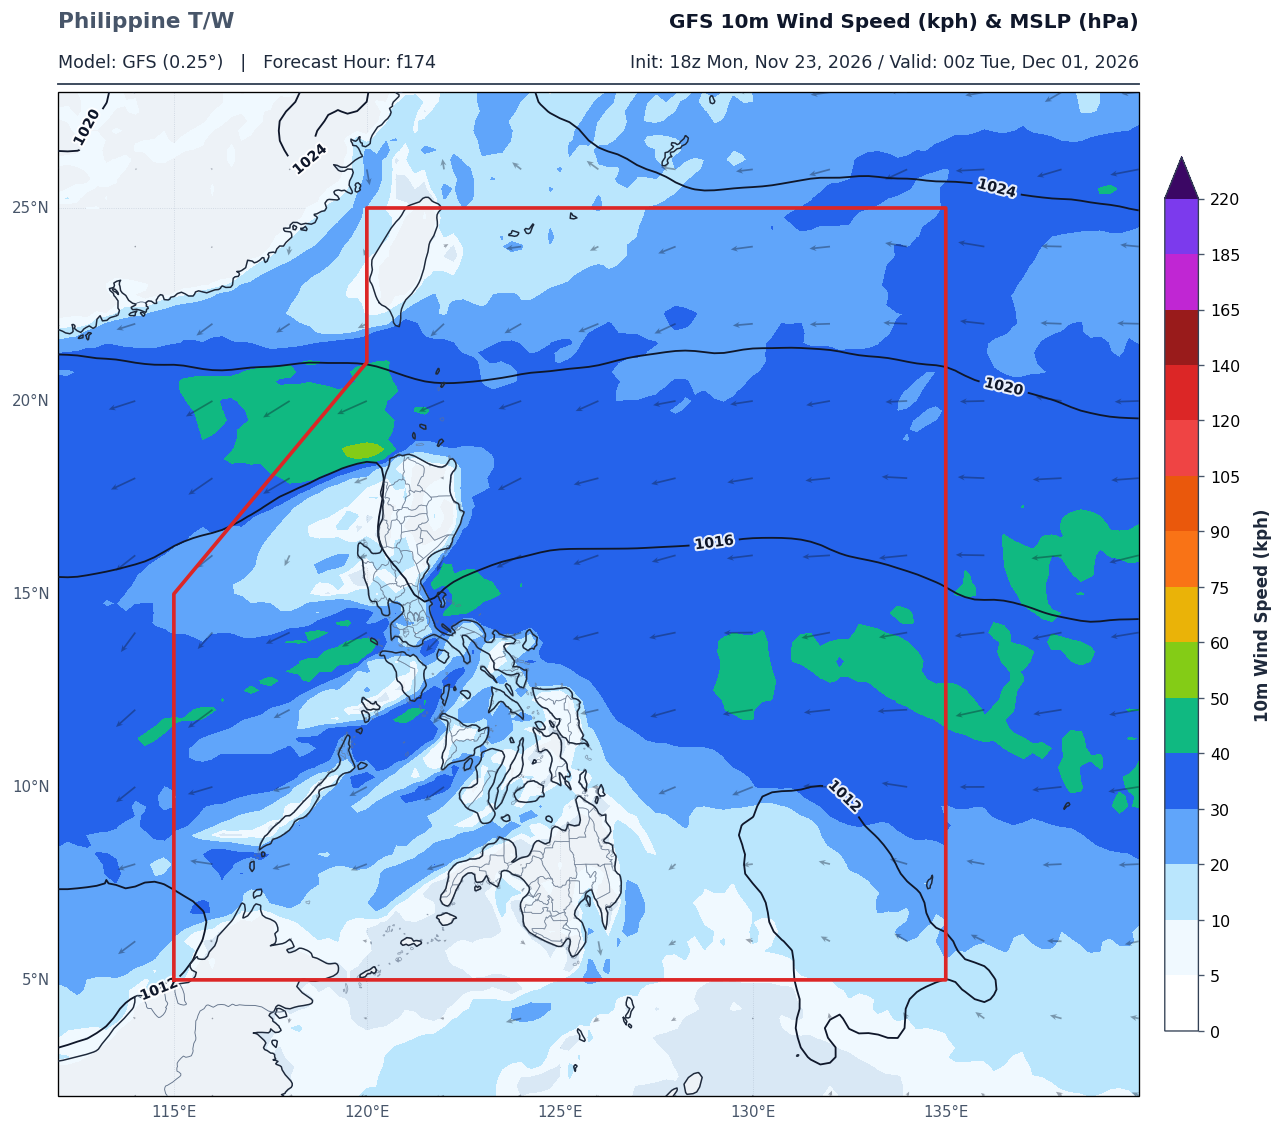 Philippine T/W
GFS 10m Wind Speed (kph) & MSLP (hPa)
Model: GFS (0.25°) | Forecast Hour: f174
Init: 18z Mon, Nov 23, 2026 / Valid: 00z Tue, Dec 01, 2026
1020
1024
1024
1020
1016
1012
1012
25°N
20°N
15°N
10°N
5°N
115°E
120°E
125°E
130°E
135°E
220
185
165
140
120
105
90
75
60
50
40
30
20
10
5
0
10m Wind Speed (kph)